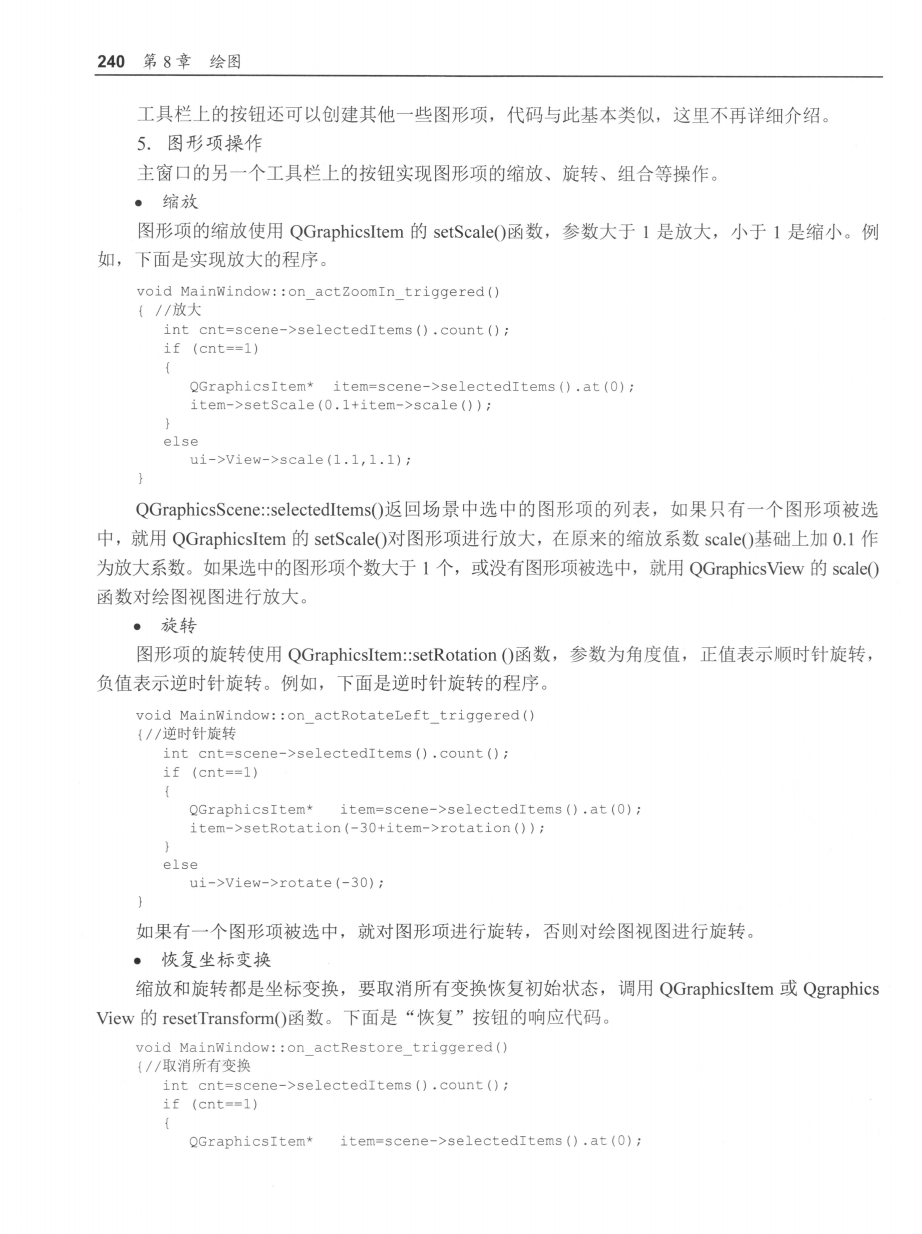 240 第 8 章 绘图
工具栏上的按钮还可以创建其他一些图形项，代码与此基本类似，这里不再详细介绍。
5．图形项操作
主窗口的另一个工具栏上的按钮实现图形项的缩放、旋转、组合等操作。
● 缩放
图形项的缩放使用 QGraphicsItem 的 setScale()函数，参数大于 1 是放大，小于 1 是缩小。例
如，下面是实现放大的程序。
void MainWindow::on_actZoomIn_triggered()
{ //放大
int cnt=scene->selectedItems().count();
if (cnt==1)
{
QGraphicsItem* item=scene->selectedItems().at(0);
item->setScale(0.1+item->scale());
}
else
ui->View->scale(1.1,1.1);
}
QGraphicsScene::selectedItems()返回场景中选中的图形项的列表，如果只有一个图形项被选
中，就用 QGraphicsItem 的 setScale()对图形项进行放大，在原来的缩放系数 scale()基础上加 0.1 作
为放大系数。如果选中的图形项个数大于 1 个，或没有图形项被选中，就用 QGraphicsView 的 scale()
函数对绘图视图进行放大。
● 旋转
图形项的旋转使用 QGraphicsItem::setRotation ()函数，参数为角度值，正值表示顺时针旋转，
负值表示逆时针旋转。例如，下面是逆时针旋转的程序。
void MainWindow::on_actRotateLeft_triggered()
{//逆时针旋转
int cnt=scene->selectedItems().count();
if (cnt==1)
{
QGraphicsItem* item=scene->selectedItems().at(0);
item->setRotation(-30+item->rotation());
}
else
ui->View->rotate(-30);
}
如果有一个图形项被选中，就对图形项进行旋转，否则对绘图视图进行旋转。
● 恢复坐标变换
缩放和旋转都是坐标变换，要取消所有变换恢复初始状态，调用 QGraphicsItem 或 Qgraphics
View 的 resetTransform()函数。下面是“恢复”按钮的响应代码。
void MainWindow::on_actRestore_triggered()
{//取消所有变换
int cnt=scene->selectedItems().count();
if (cnt==1)
{
QGraphicsItem* item=scene->selectedItems().at(0);